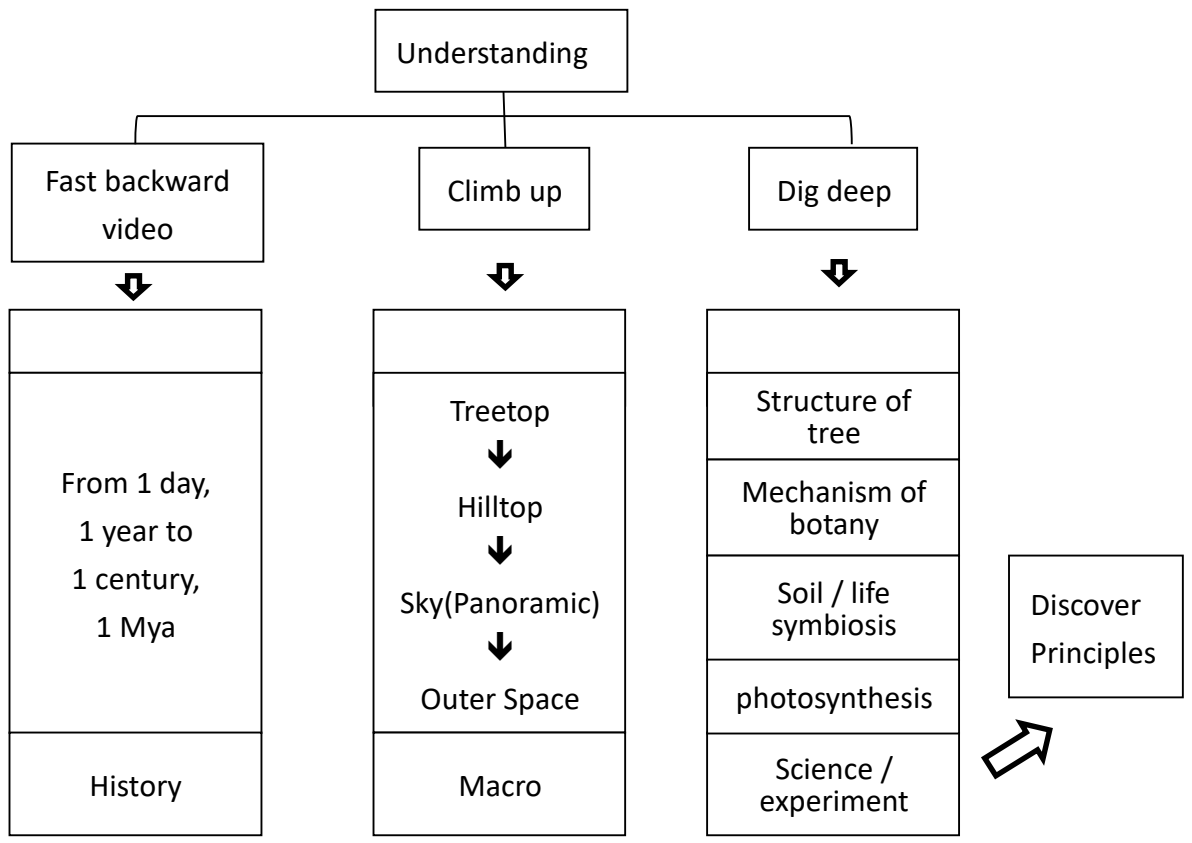 Understanding
Fast backward
video
Climb up
Dig deep
From 1 day,
1 year to
1 century,
1 Mya
History
Treetop
Hilltop
Sky(Panoramic)
Outer Space
Macro
Structure of
tree
Mechanism of
botany
Soil / life
symbiosis
photosynthesis
Science /
experiment
Discover
Principles